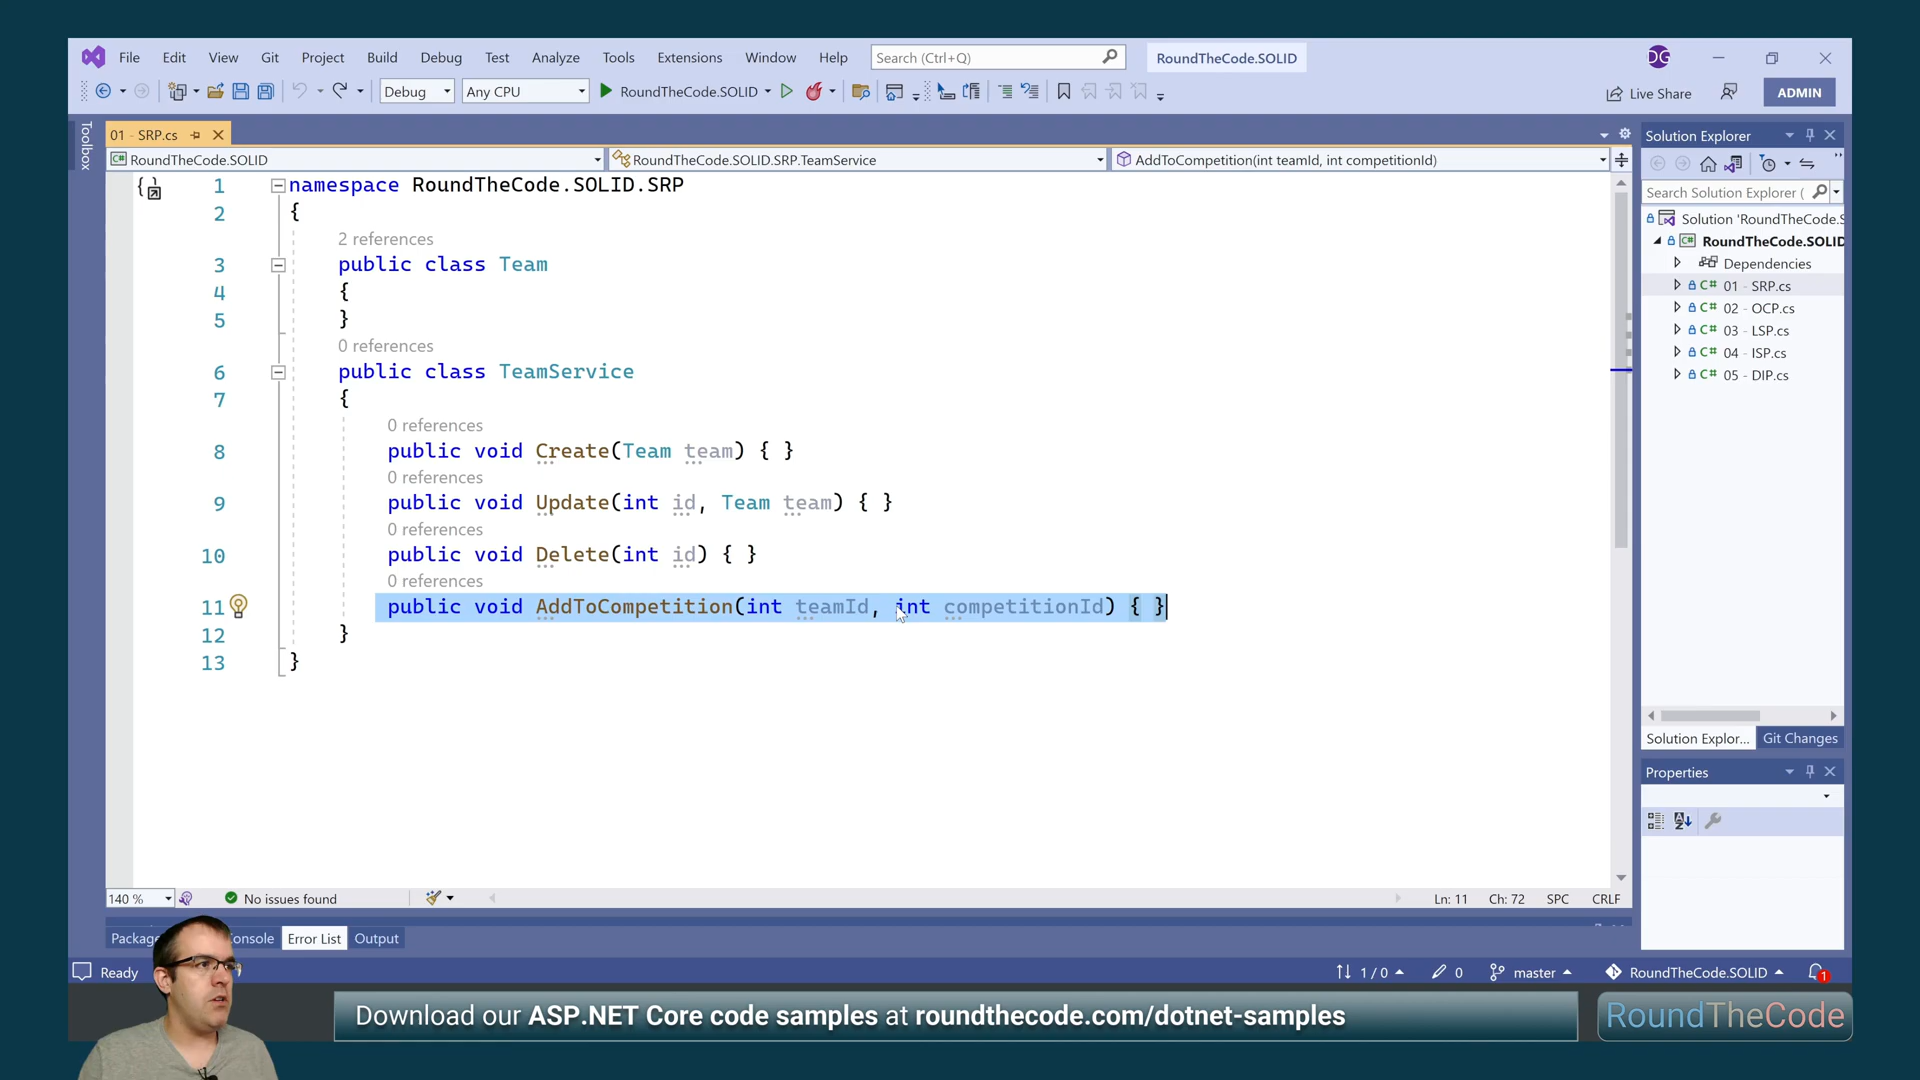 File Edit View Git Project Build Debug Test Analyze Tools Extensions Window Help Search (Ctrl+Q) RoundTheCode.SOLID DG
Debug Any CPU RoundTheCode.SOLID Live Share ADMIN
Toolbox
01 - SRP.cs
RoundTheCode.SOLID RoundTheCode.SOLID.SRP.TeamService AddToCompetition(int teamId, int competitionId)
1 namespace RoundTheCode.SOLID.SRP
2 {
2 references
3 public class Team
4 {
5 }
0 references
6 public class TeamService
7 {
0 references
8 public void Create(Team team) { }
0 references
9 public void Update(int id, Team team) { }
0 references
10 public void Delete(int id) { }
0 references
11 public void AddToCompetition(int teamId, int competitionId) { }
12 }
13 }
140 % No issues found Ln: 11 Ch: 72 SPC CRLF
Solution Explorer
Search Solution Explorer (
Solution 'RoundTheCode.S
RoundTheCode.SOLID
Dependencies
C# 01 - SRP.cs
C# 02 - OCP.cs
C# 03 - LSP.cs
C# 04 - ISP.cs
C# 05 - DIP.cs
Solution Explor... Git Changes
Properties
Package onsole Error List Output
Ready 1 / 0 0 master RoundTheCode.SOLID 1
Download our ASP.NET Core code samples at roundthecode.com/dotnet-samples
RoundTheCode